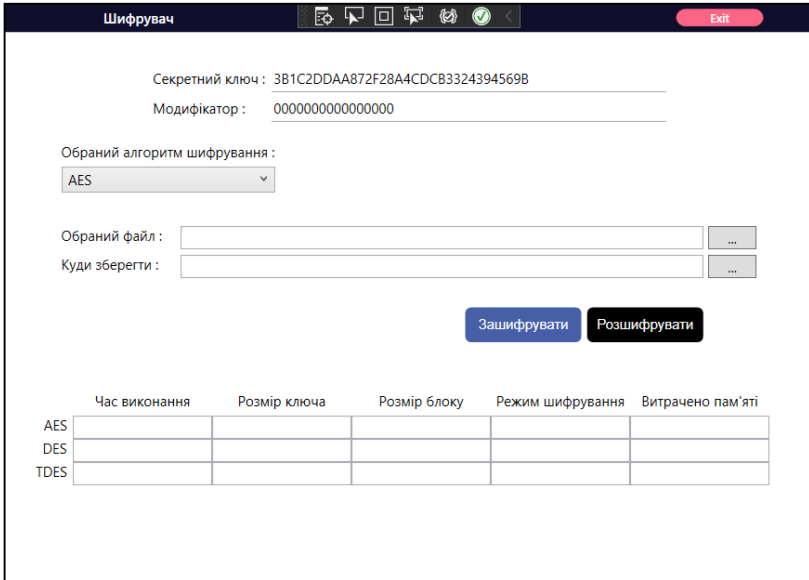 Шифрувач Exit
Секретний ключ : 3B1C2DDAA872F28A4CDCB3324394569B
Модифікатор : 0000000000000000
Обраний алгоритм шифрування :
AES
Обраний файл : ...
Куди зберегти : ...
Зашифрувати Розшифрувати
Час виконання Розмір ключа Розмір блоку Режим шифрування Витрачено пам'яті
AES
DES
TDES